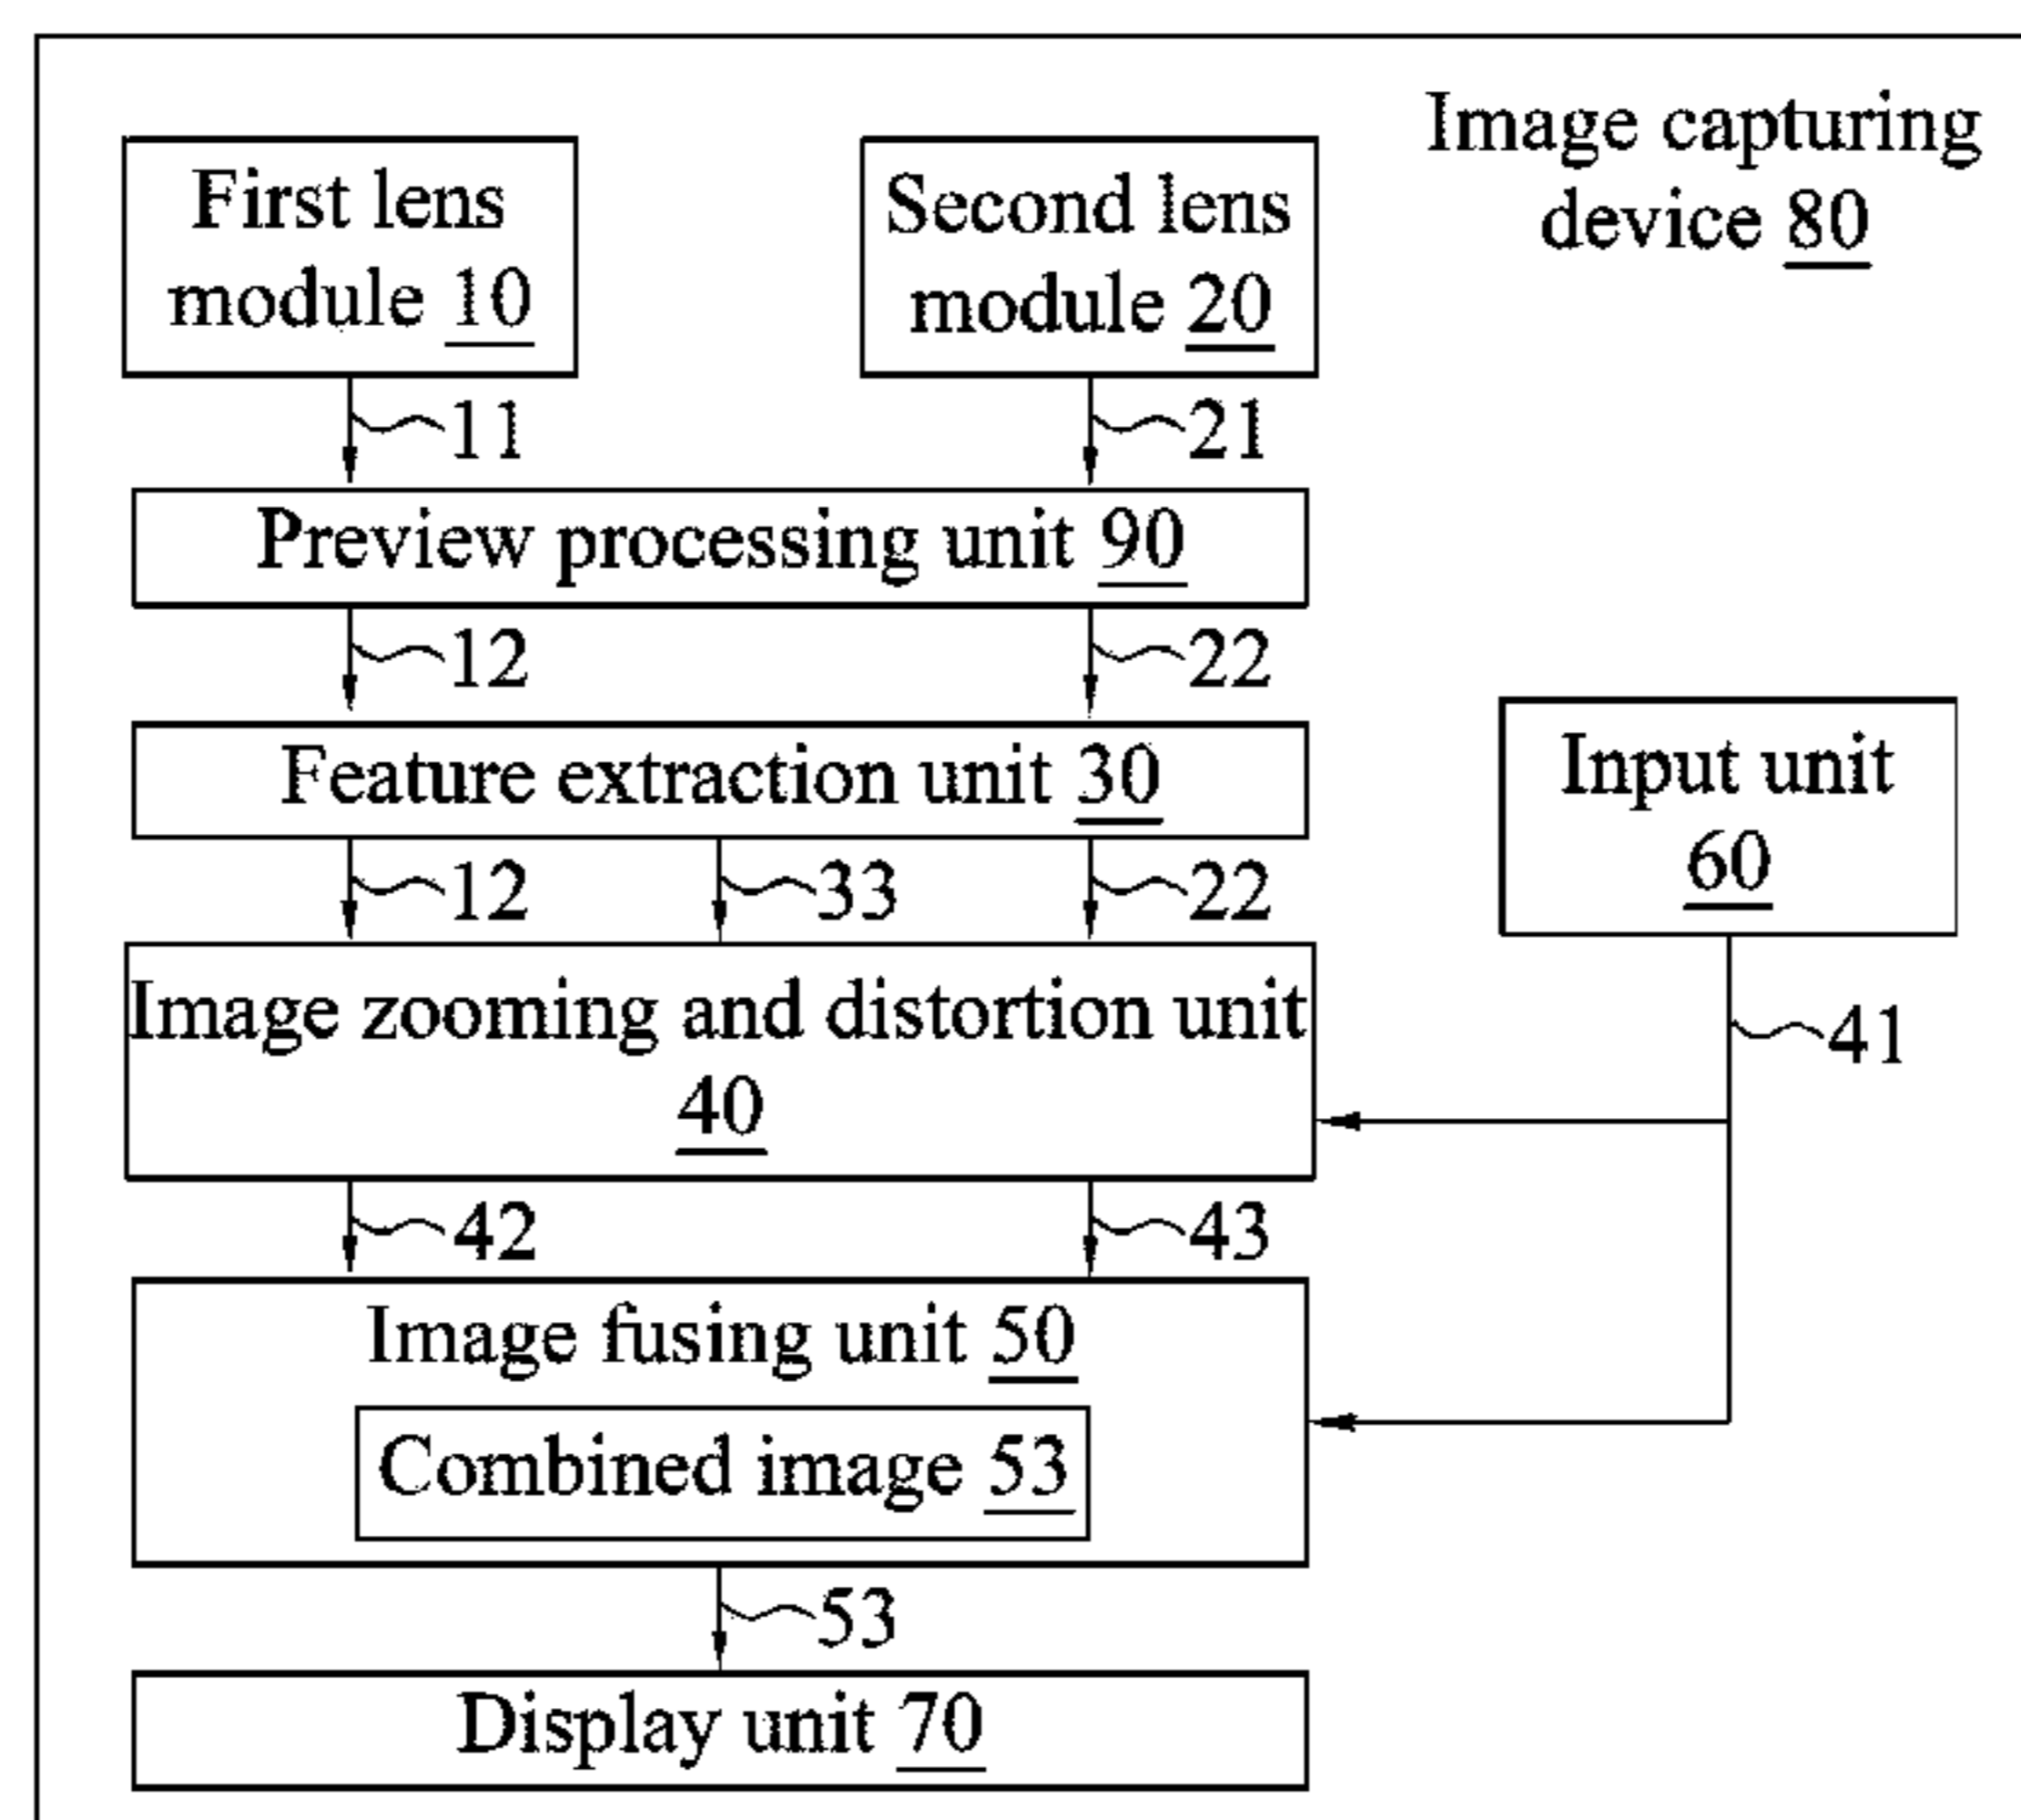 Image capturing
device 80
First lens
module 10
Second lens
module 20
11
21
Preview processing unit 90
12
22
Feature extraction unit 30
Input unit
60
12
33
22
Image zooming and distortion unit
40
41
42
43
Image fusing unit 50
Combined image 53
53
Display unit 70